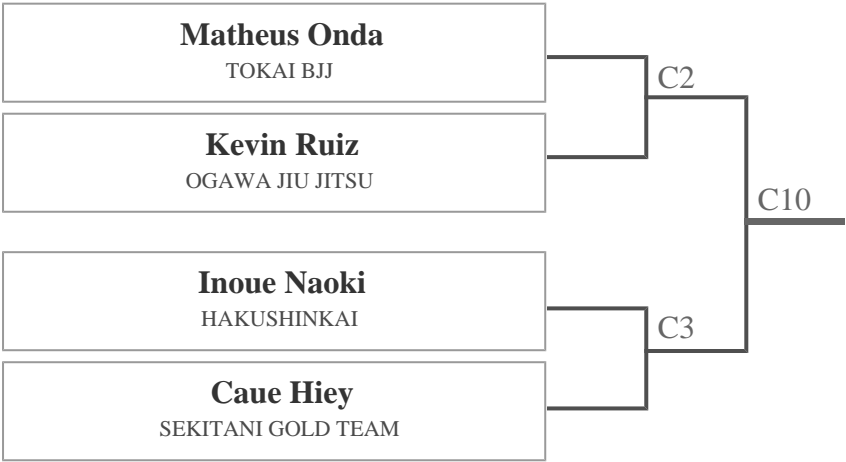 Matheus Onda
TOKAI BJJ
C2
Kevin Ruiz
OGAWA JIU JITSU
C10
Inoue Naoki
HAKUSHINKAI
C3
Caue Hiey
SEKITANI GOLD TEAM